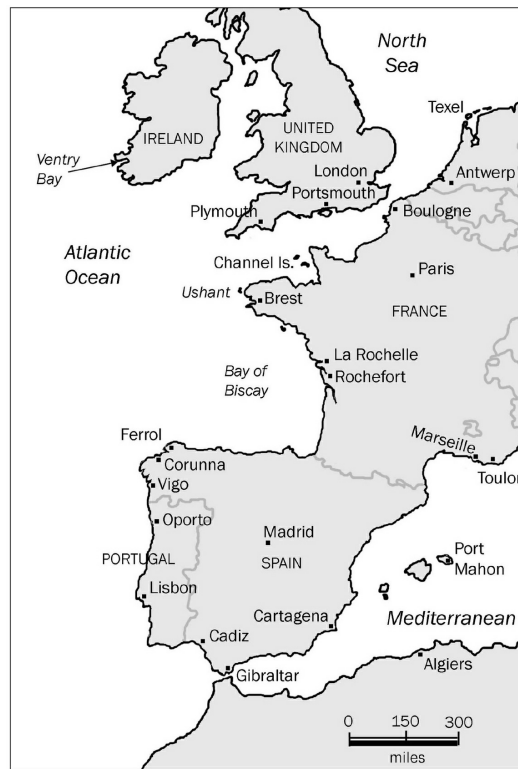 North
Sea
Texel
IRELAND
UNITED
KINGDOM
Ventry
Bay
London
Antwerp
Portsmouth
Boulogne
Plymouth
Atlantic
Ocean
Channel Is.
Paris
Ushant
Brest
FRANCE
La Rochelle
Bay of
Biscay
Rochefort
Ferrol
Marseille
Corunna
Toulon
Vigo
Oporto
Madrid
Port
Mahon
PORTUGAL
SPAIN
Lisbon
Cartagena
Mediterranean
Cadiz
Gibraltar
Algiers
0 150 300
miles